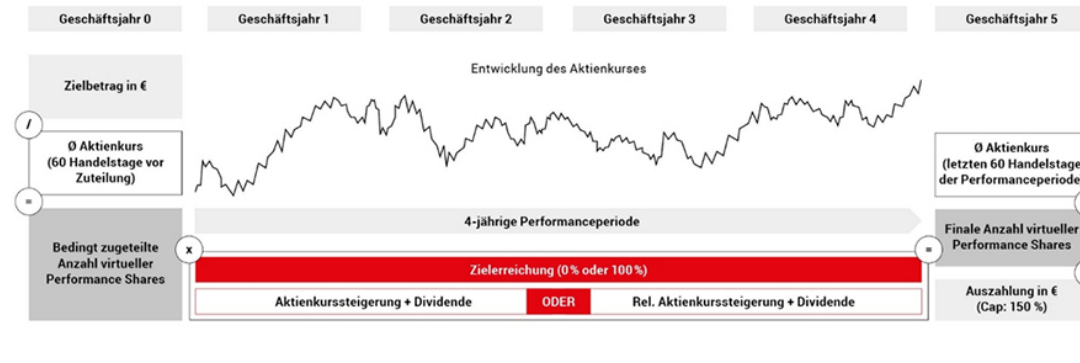 Geschäftsjahr 0
Geschäftsjahr 1
Geschäftsjahr 2
Geschäftsjahr 3
Geschäftsjahr 4
Geschäftsjahr 5
Zielbetrag in €
/
Ø Aktienkurs
(60 Handelstage vor
Zuteilung)
=
Bedingt zugeteilte
Anzahl virtueller
Performance Shares
x
Entwicklung des Aktienkurses
4-jährige Performanceperiode
Zielerreichung (0 % oder 100 %)
Aktienkurssteigerung + Dividende
ODER
Rel. Aktienkurssteigerung + Dividende
=
Ø Aktienkurs
(letzten 60 Handelstage
der Performanceperiode
Finale Anzahl virtueller
Performance Shares
Auszahlung in €
(Cap: 150 %)